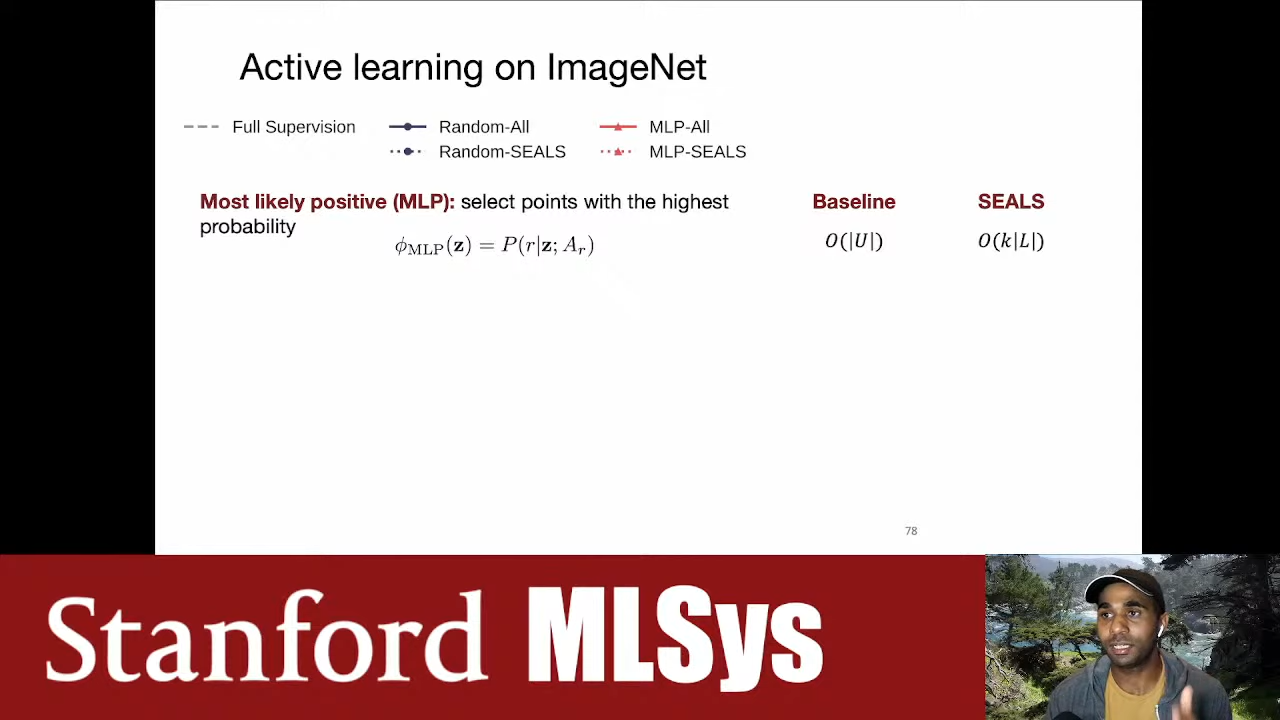 Active learning on ImageNet
Full Supervision
Random-All
MLP-All
Random-SEALS
MLP-SEALS
Most likely positive (MLP): select points with the highest
probability
Baseline
SEALS
ϕ_MLP(𝐳) = P(r|𝐳; A_r)
O(|U|)
O(k|L|)
78
Stanford MLSys